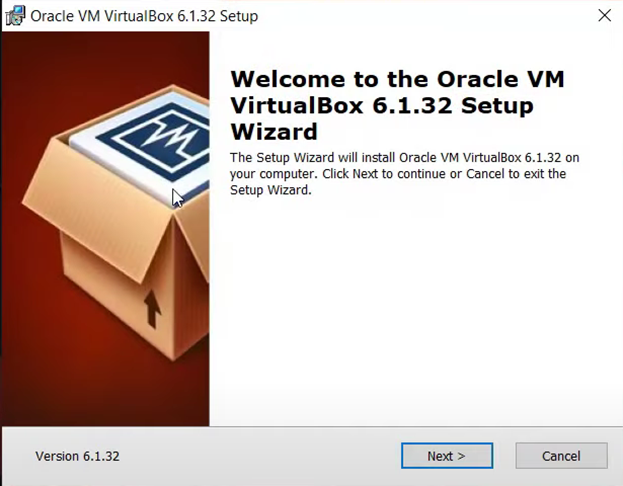 Oracle VM VirtualBox 6.1.32 Setup
Welcome to the Oracle VM
VirtualBox 6.1.32 Setup
Wizard
The Setup Wizard will install Oracle VM VirtualBox 6.1.32 on
your computer. Click Next to continue or Cancel to exit the
Setup Wizard.
Version 6.1.32
Next >
Cancel